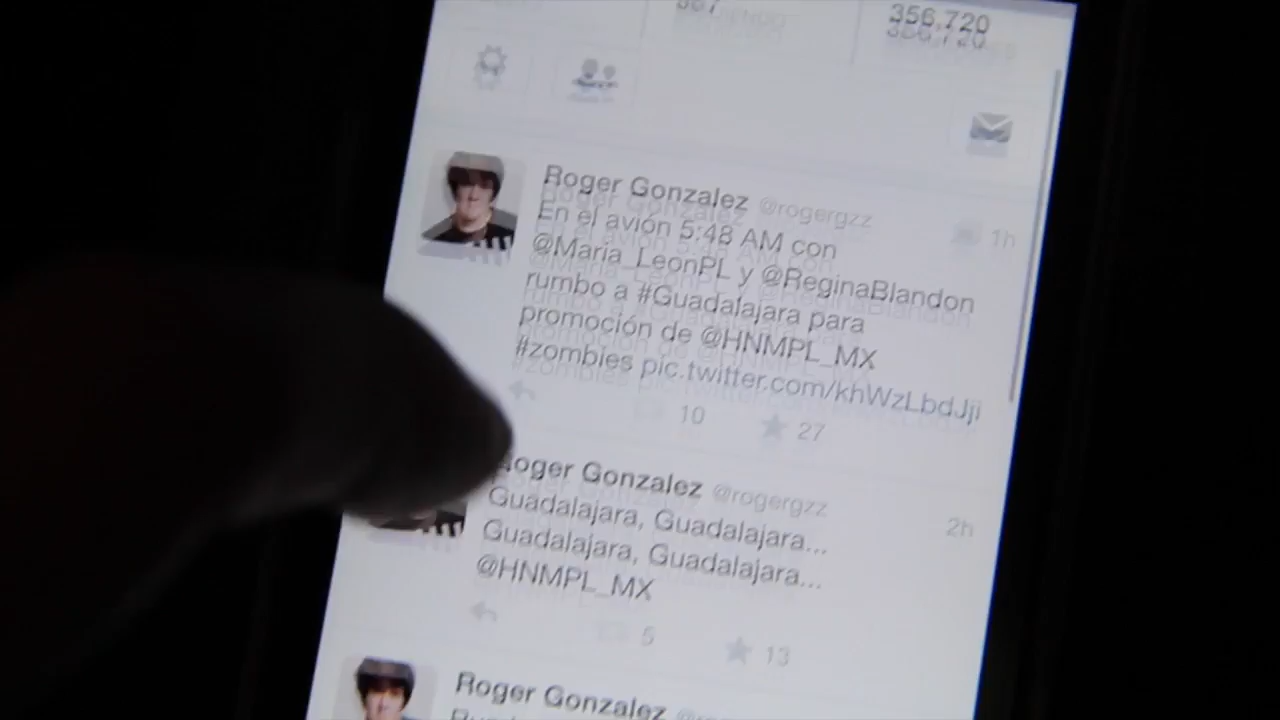 356,720
Roger Gonzalez @rogergzz 1h
En el avión 5:48 AM con
@Maria_LeonPL y @ReginaBlandon
rumbo a #Guadalajara para
promoción de @HNMPL_MX
#zombies pic.twitter.com/khWzLbdJji
10 27
Roger Gonzalez @rogergzz 2h
Guadalajara, Guadalajara...
Guadalajara, Guadalajara...
@HNMPL_MX
5 13
Roger Gonzalez